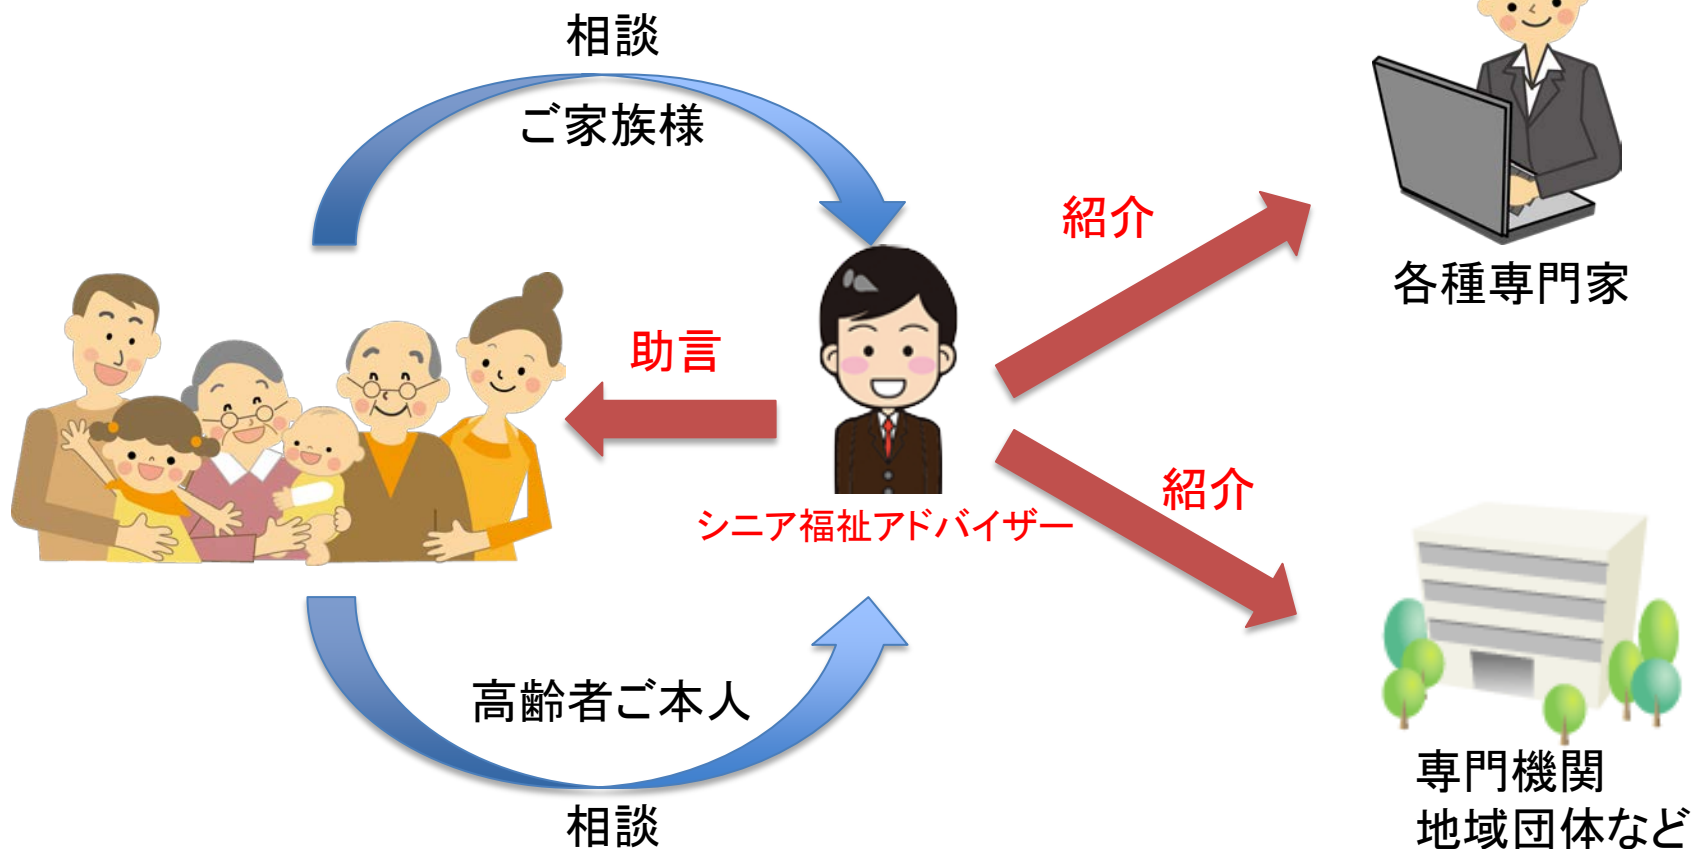 相談
ご家族様
紹介
各種専門家
助言
紹介
シニア福祉アドバイザー
高齢者ご本人
相談
専門機関
地域団体など